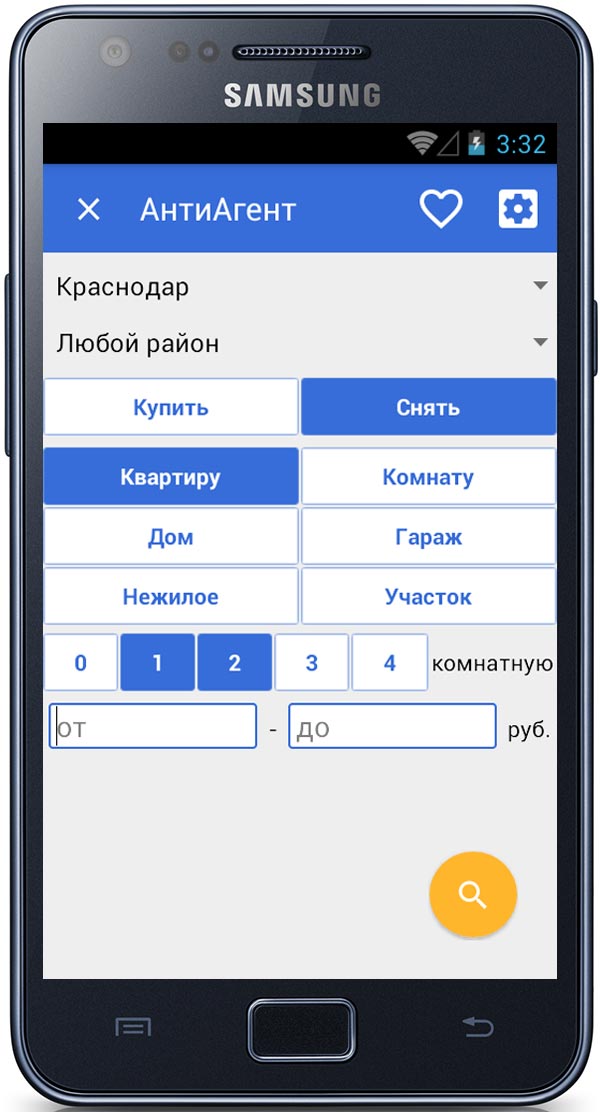 SAMSUNG
3:32
АнтиАгент
Краснодар
Любой район
Купить Снять
Квартиру Комнату
Дом Гараж
Нежилое Участок
0 1 2 3 4 комнатную
от - до руб.